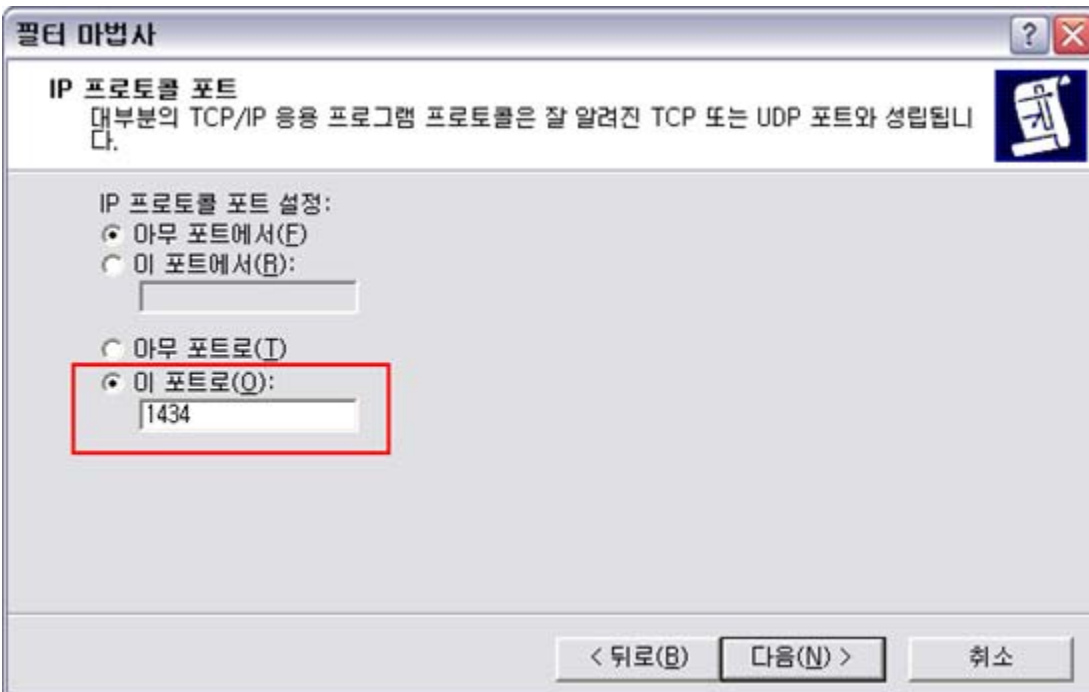 필터 마법사
IP 프로토콜 포트
대부분의 TCP/IP 응용 프로그램 프로토콜은 잘 알려진 TCP 또는 UDP 포트와 성립됩니
다.
IP 프로토콜 포트 설정:
아무 포트에서(F)
이 포트에서(R):
아무 포트로(T)
이 포트로(O):
1434
< 뒤로(B)
다음(N) >
취소